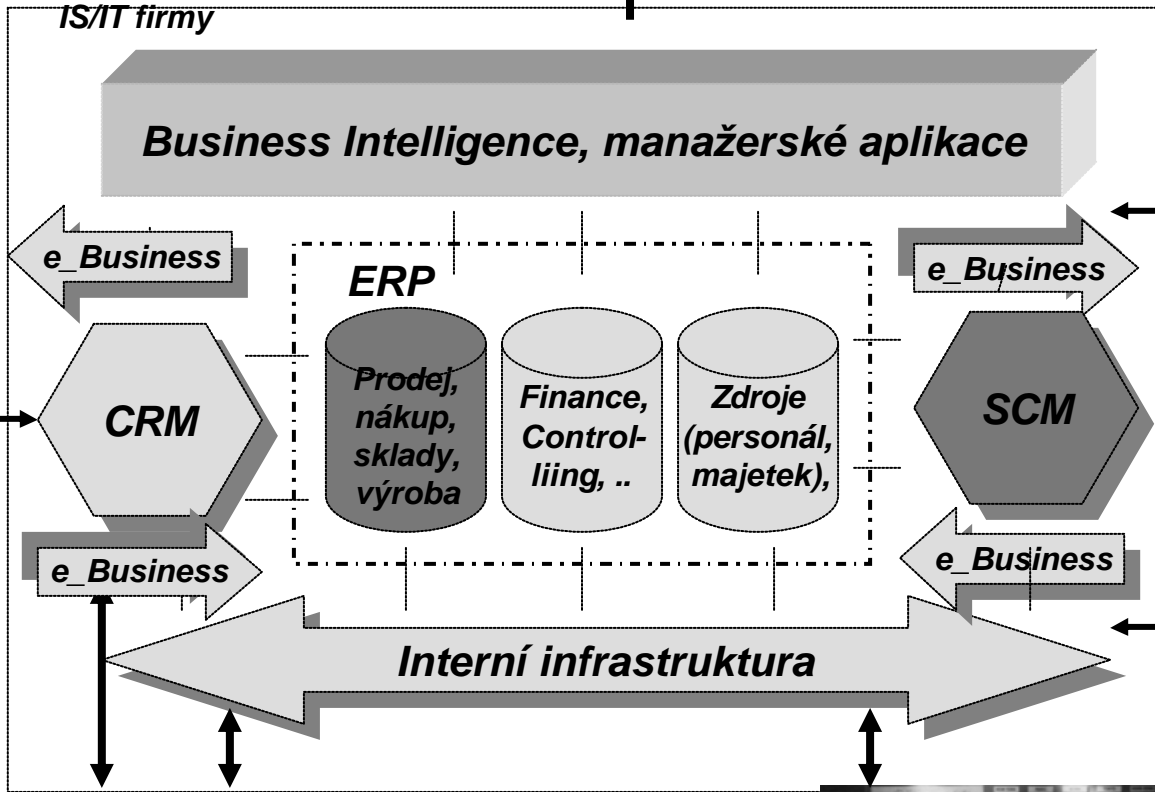 IS/IT firmy
Business Intelligence, manažerské aplikace
e_Business
e_Business
ERP
CRM
Prodej,
nákup,
sklady,
výroba
Finance,
Control-
liing, ..
Zdroje
(personál,
majetek),
SCM
e_Business
e_Business
Interní infrastruktura